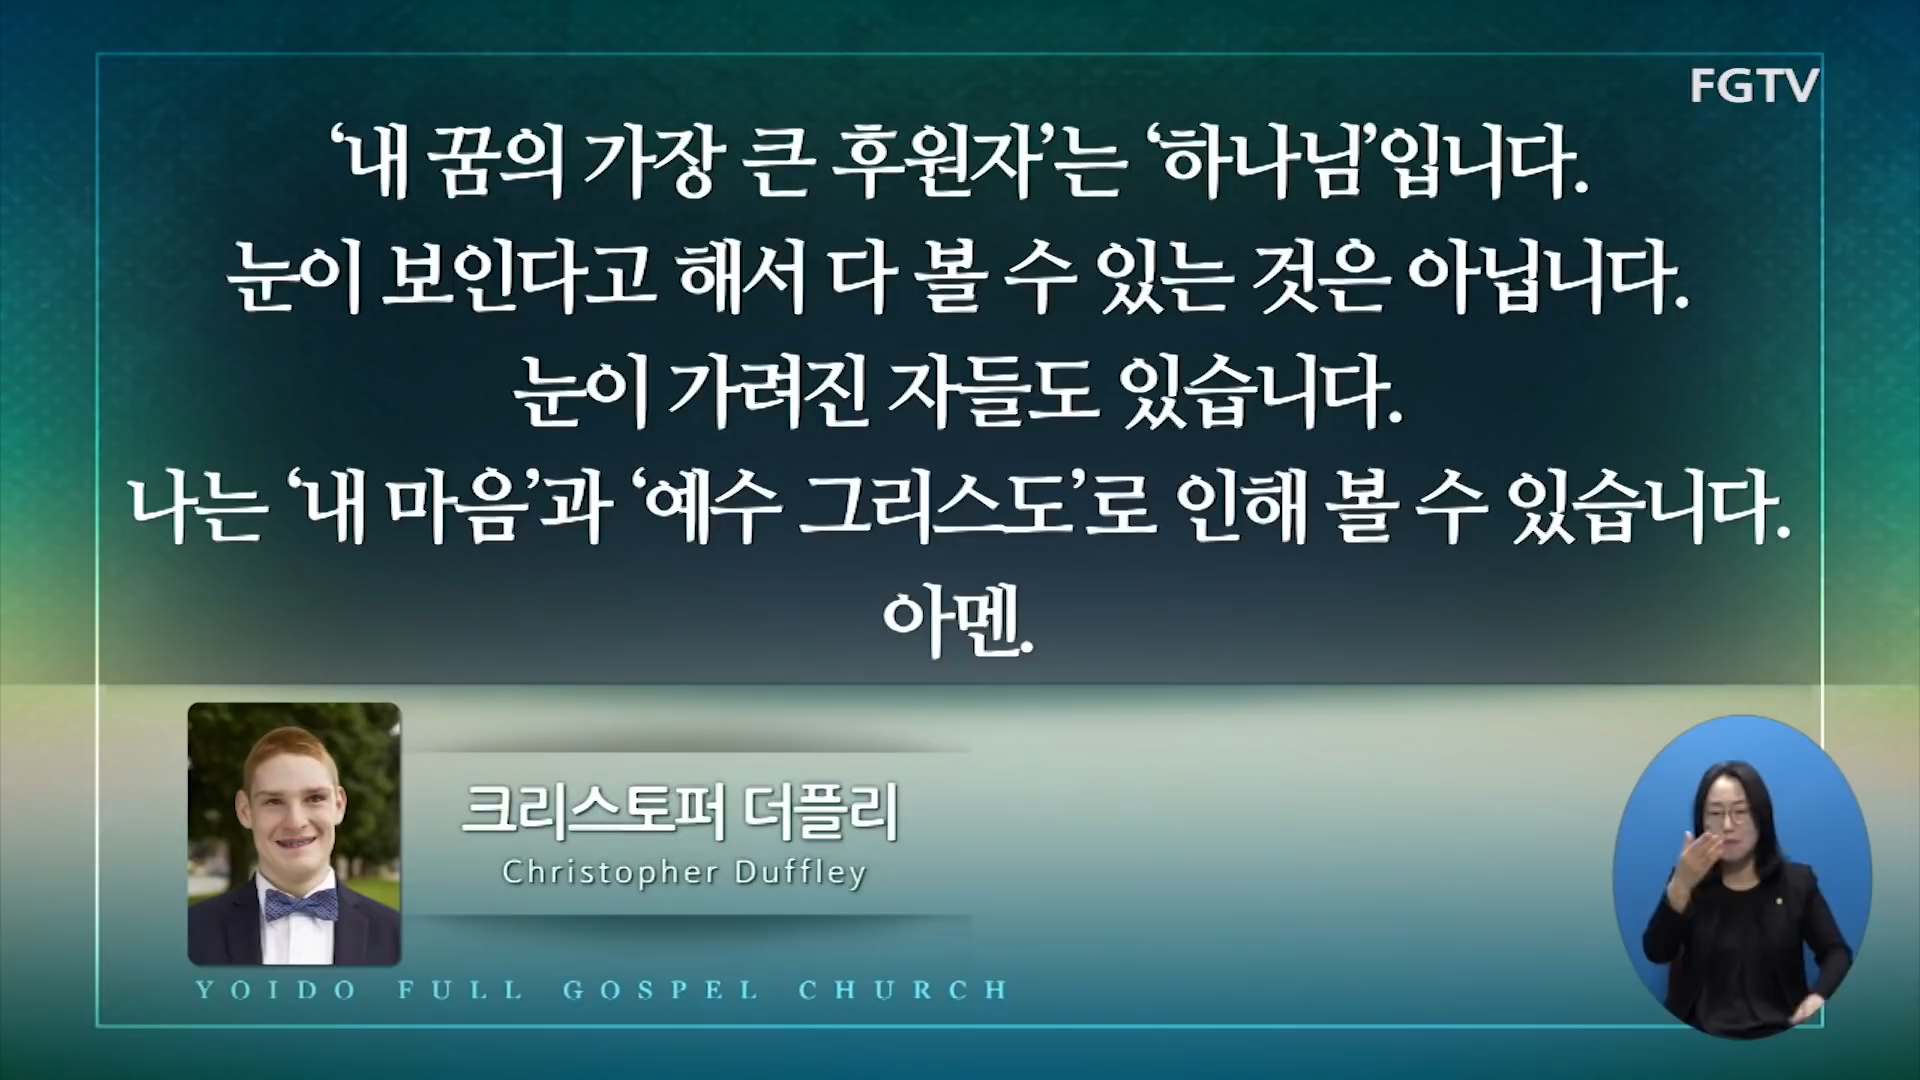 FGTV
‘내 꿈의 가장 큰 후원자’는 ‘하나님’입니다.
눈이 보인다고 해서 다 볼 수 있는 것은 아닙니다.
눈이 가려진 자들도 있습니다.
나는 ‘내 마음’과 ‘예수 그리스도’로 인해 볼 수 있습니다.
아멘.
크리스토퍼 더플리
Christopher Duffley
YOIDO FULL GOSPEL CHURCH